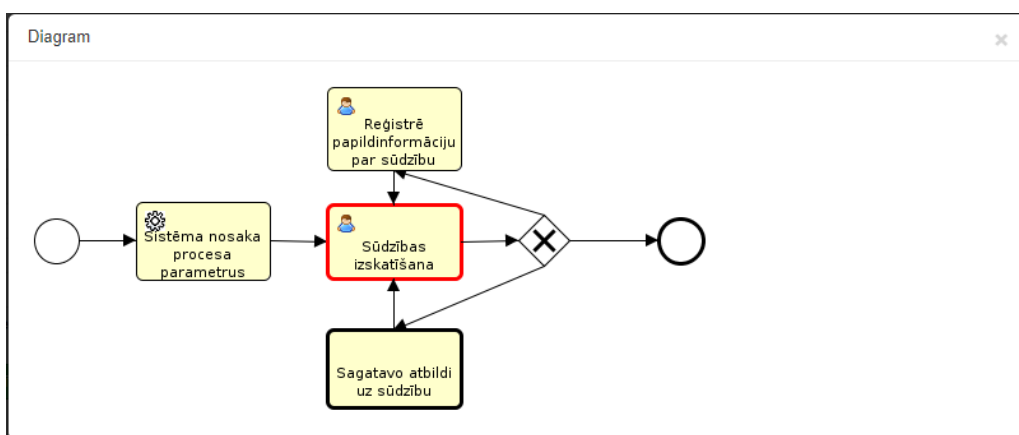 Diagram
×
Reģistrē
papildinformāciju
par sūdzību
Sistēma nosaka
procesa
parametrus
Sūdzības
izskatīšana
Sagatavo atbildi
uz sūdzību